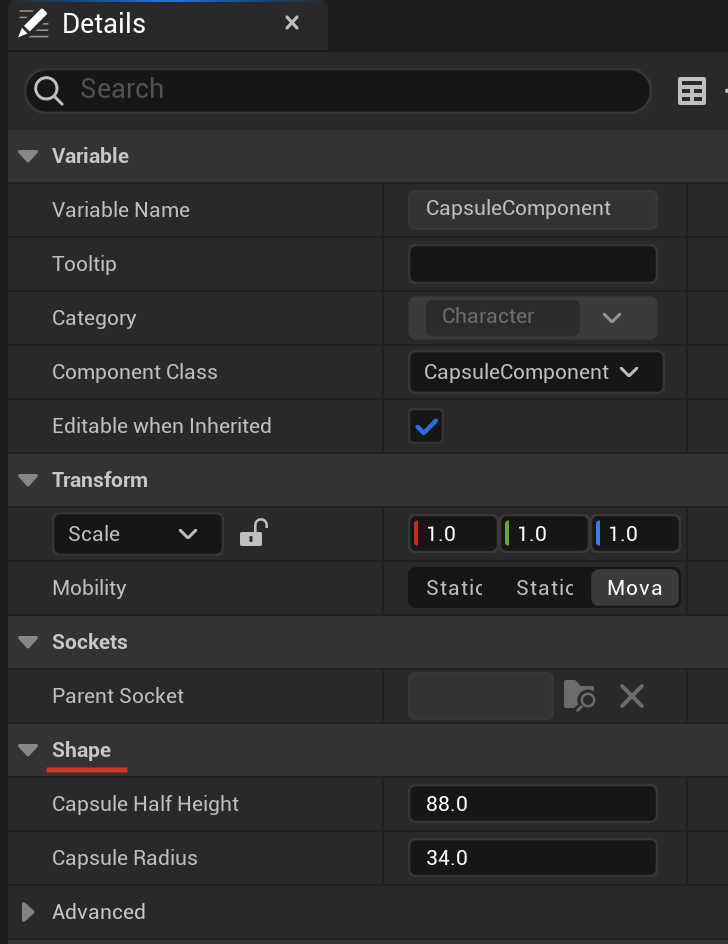 Details
Search
Variable
Variable Name CapsuleComponent
Tooltip
Category Character
Component Class CapsuleComponent
Editable when Inherited
Transform
Scale 1.0 1.0 1.0
Mobility Static Static Mova
Sockets
Parent Socket
Shape
Capsule Half Height 88.0
Capsule Radius 34.0
Advanced